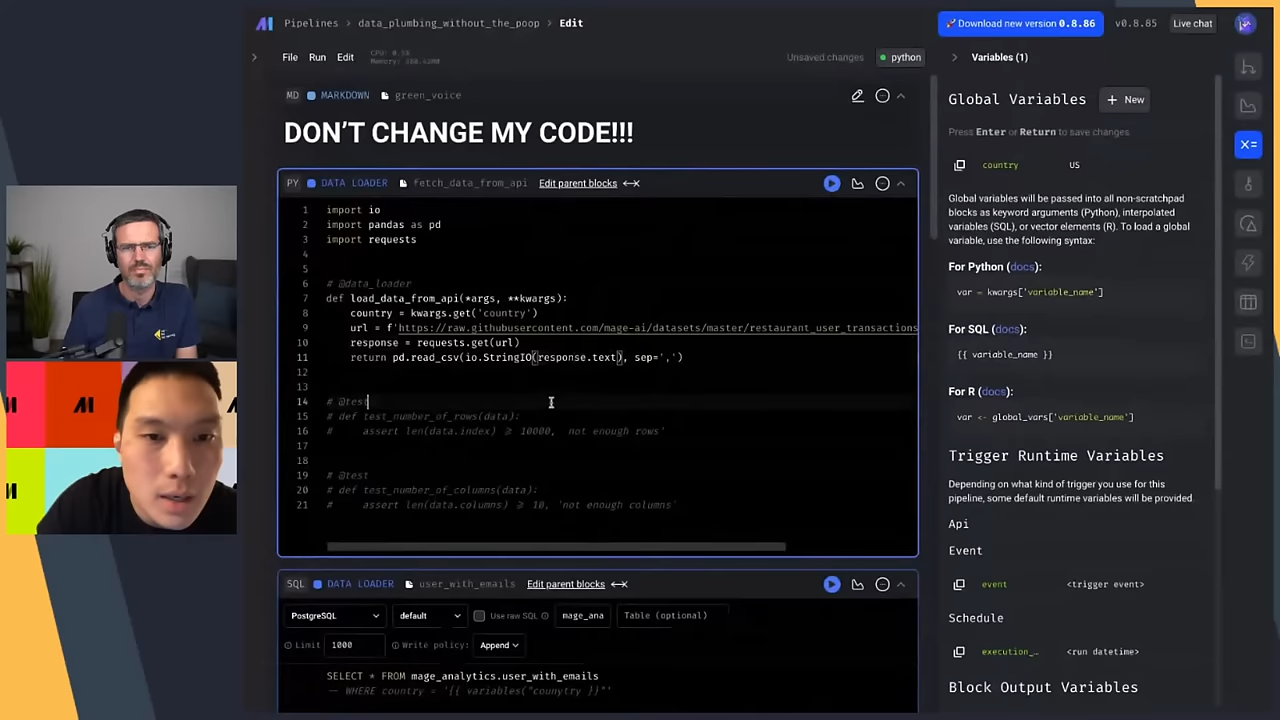 Pipelines > data_plumbing_without_the_poop > Edit
Download new version 0.8.86
v0.8.85
Live chat
File Run Edit
CPU: 0.5%
Unsaved changes
python
Variables (1)
MD MARKDOWN green_voice
DON’T CHANGE MY CODE!!!
PY DATA LOADER fetch_data_from_api Edit parent blocks
1 import io
2 import pandas as pd
3 import requests
4
5
6 # @data_loader
7 def load_data_from_api(*args, **kwargs):
8 country = kwargs.get('country')
9 url = f'https://raw.githubusercontent.com/mage-ai/datasets/master/restaurant_user_transactions
10 response = requests.get(url)
11 return pd.read_csv(io.StringIO(response.text), sep=',')
12
13
14 # @test
15 # def test_number_of_rows(data):
16 # assert len(data.index) ≥ 10000, 'not enough rows'
17
18
19 # @test
20 # def test_number_of_columns(data):
21 # assert len(data.columns) ≥ 10, 'not enough columns'
SQL DATA LOADER user_with_emails Edit parent blocks
PostgreSQL default Use raw SQL mage_ana Table (optional)
Limit 1000 Write policy: Append
SELECT * FROM mage_analytics.user_with_emails
-- WHERE country = '{{ variables("counytry }}"'
Global Variables + New
Press Enter or Return to save changes.
country US
Global variables will be passed into all non-scratchpad
blocks as keyword arguments (Python), interpolated
variables (SQL), or vector elements (R). To load a global
variable, use the following syntax:
For Python (docs):
var = kwargs['variable_name']
For SQL (docs):
{{ variable_name }}
For R (docs):
var <- global_vars['variable_name']
Trigger Runtime Variables
Depending on what kind of trigger you use for this
pipeline, some default runtime variables will be provided.
Api
Event
event <trigger event>
Schedule
execution_… <run datetime>
Block Output Variables